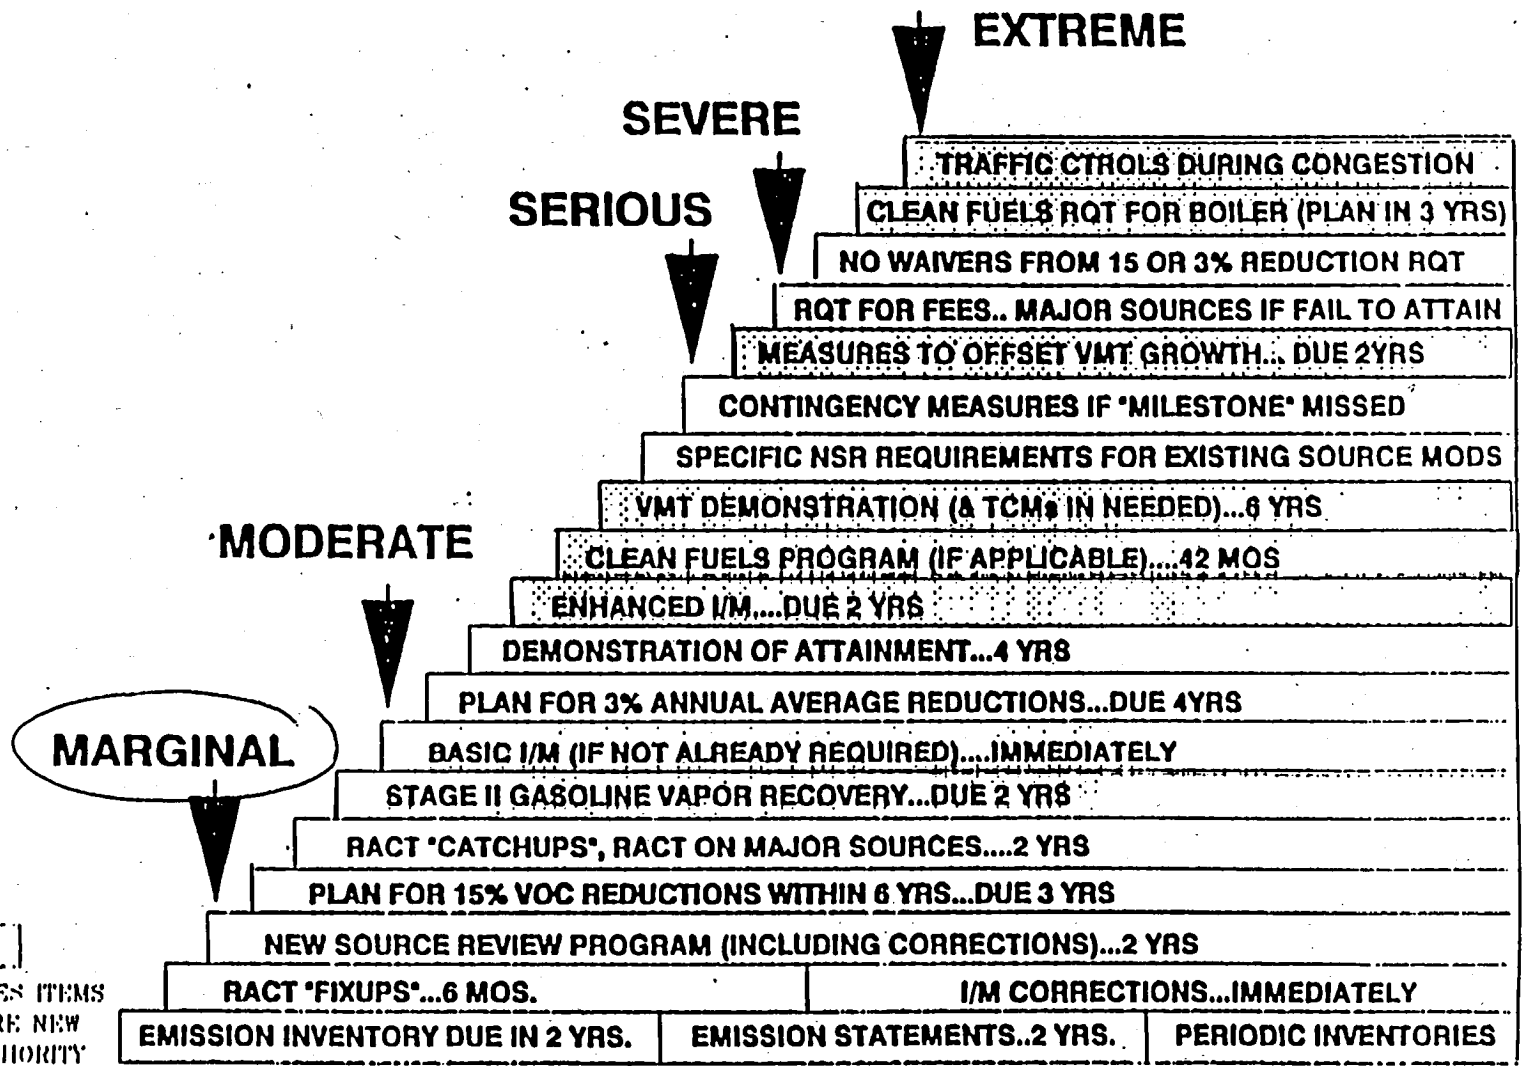 EXTREME
SEVERE
TRAFFIC CTROLS DURING CONGESTION
SERIOUS
CLEAN FUELS RQT FOR BOILER (PLAN IN 3 YRS)
NO WAIVERS FROM 15 OR 3% REDUCTION RQT
RQT FOR FEES.. MAJOR SOURCES IF FAIL TO ATTAIN
MEASURES TO OFFSET VMT GROWTH... DUE 2YRS
CONTINGENCY MEASURES IF "MILESTONE" MISSED
SPECIFIC NSR REQUIREMENTS FOR EXISTING SOURCE MODS
VMT DEMONSTRATION (& TCMs IN NEEDED)...6 YRS
MODERATE
CLEAN FUELS PROGRAM (IF APPLICABLE)....42 MOS
ENHANCED I/M....DUE 2 YRS
DEMONSTRATION OF ATTAINMENT...4 YRS
PLAN FOR 3% ANNUAL AVERAGE REDUCTIONS...DUE 4YRS
MARGINAL
BASIC I/M (IF NOT ALREADY REQUIRED)....IMMEDIATELY
STAGE II GASOLINE VAPOR RECOVERY...DUE 2 YRS
RACT "CATCHUPS", RACT ON MAJOR SOURCES....2 YRS
PLAN FOR 15% VOC REDUCTIONS WITHIN 6 YRS...DUE 3 YRS
NEW SOURCE REVIEW PROGRAM (INCLUDING CORRECTIONS)...2 YRS
ITEMS
RACT "FIXUPS"...6 MOS.
I/M CORRECTIONS...IMMEDIATELY
NEW
EMISSION INVENTORY DUE IN 2 YRS.
EMISSION STATEMENTS..2 YRS.
PERIODIC INVENTORIES